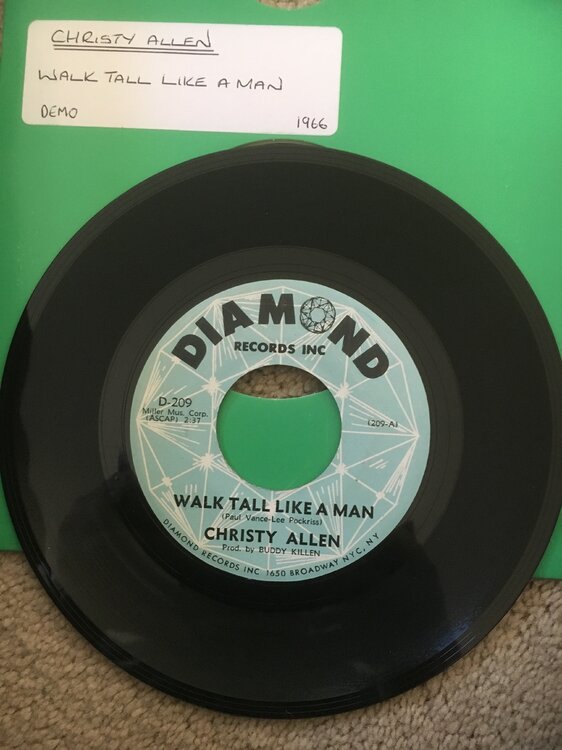 CHRISTY ALLEN
WALK TALL LIKE A MAN
DEMO
1966
DIAMOND
RECORDS INC
D-209
Miller Mus. Corp.
(ASCAP) 2:37
(209-A)
WALK TALL LIKE A MAN
(Paul Vance-Lee Pockriss)
CHRISTY ALLEN
Prod. by BUDDY KILLEN
DIAMOND RECORDS INC 1650 BROADWAY NYC, NY